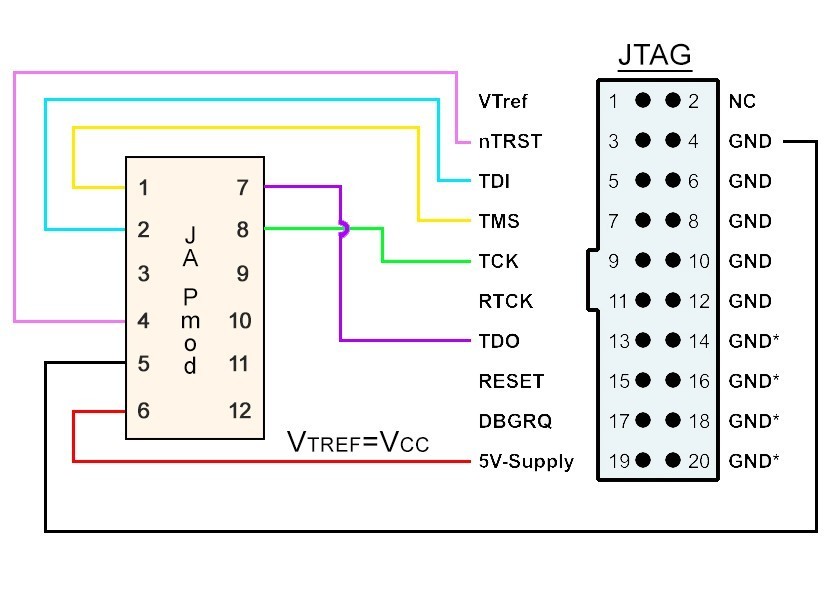 JTAG
VTref 1 2 NC
nTRST 3 4 GND
TDI 5 6 GND
TMS 7 8 GND
TCK 9 10 GND
RTCK 11 12 GND
TDO 13 14 GND*
RESET 15 16 GND*
DBGRQ 17 18 GND*
5V-Supply 19 20 GND*
1 7
2 8
3 9
4 10
5 11
6 12
JA Pmod
VTREF=VCC